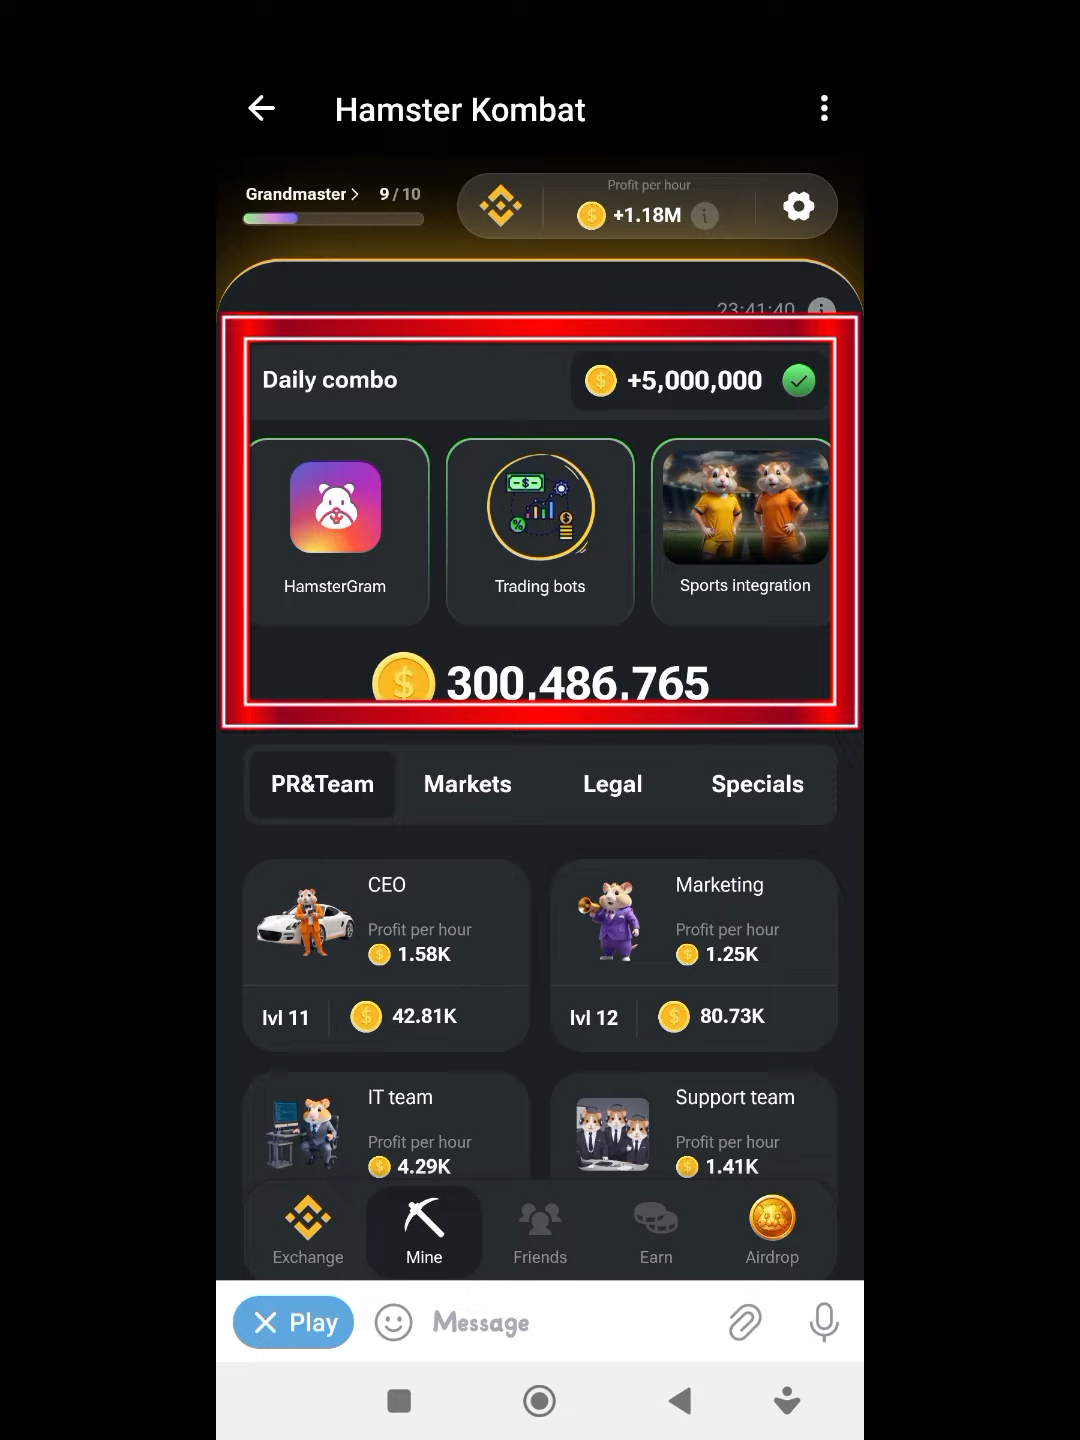 Hamster Kombat
Grandmaster > 9 / 10
Profit per hour
+1.18M
23:41:40
Daily combo
+5,000,000
HamsterGram
Trading bots
Sports integration
300,486,765
PR&Team
Markets
Legal
Specials
CEO
Profit per hour
1.58K
lvl 11
42.81K
Marketing
Profit per hour
1.25K
lvl 12
80.73K
IT team
Profit per hour
4.29K
Support team
Profit per hour
1.41K
Exchange
Mine
Friends
Earn
Airdrop
Play
Message